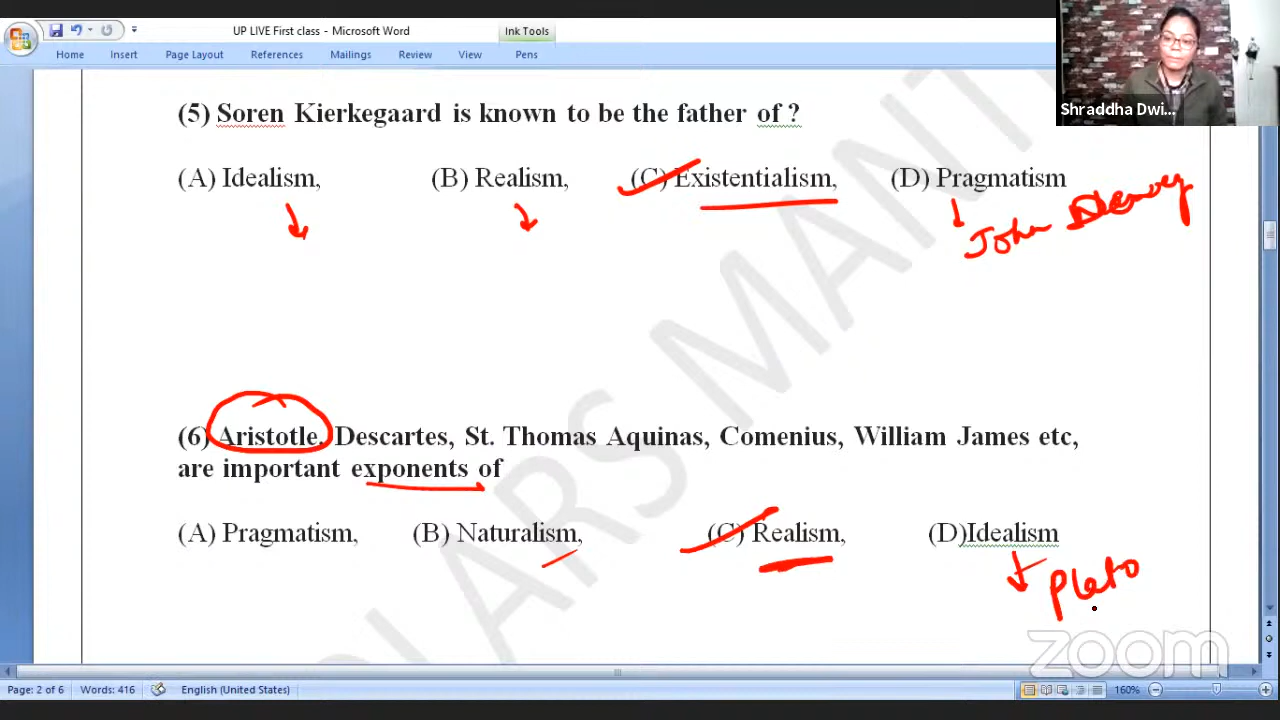 UP LIVE First class - Microsoft Word
Ink Tools
Home Insert Page Layout References Mailings Review View Pens
Shraddha Dwi...
(5) Soren Kierkegaard is known to be the father of ?
(A) Idealism, (B) Realism, (C) Existentialism, (D) Pragmatism
John Dewey
(6) Aristotle, Descartes, St. Thomas Aquinas, Comenius, William James etc,
are important exponents of
(A) Pragmatism, (B) Naturalism, (C) Realism, (D)Idealism
Plato
LARS MANT
zoom
Page: 2 of 6 Words: 416 English (United States) 160%